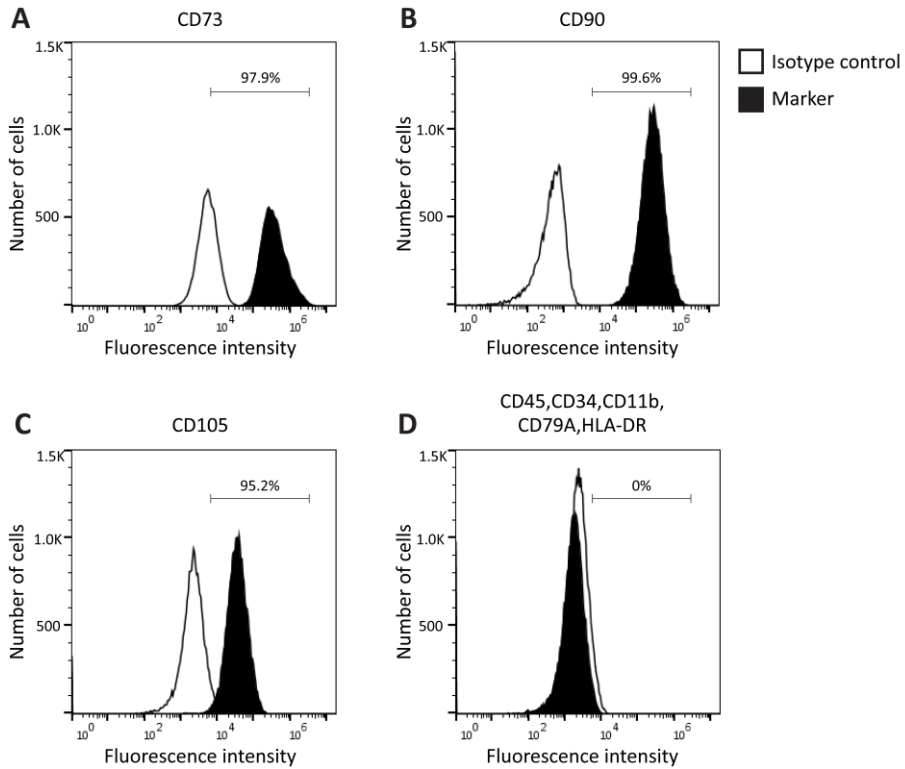 A
CD73
1.5K
1.0K
500
97.9%
Number of cells
10^0 10^2 10^4 10^6
Fluorescence intensity
B
CD90
1.5K
1.0K
500
99.6%
Number of cells
10^0 10^2 10^4 10^6
Fluorescence intensity
Isotype control
Marker
C
CD105
1.5K
1.0K
500
95.2%
Number of cells
10^0 10^2 10^4 10^6
Fluorescence intensity
D
CD45,CD34,CD11b,
CD79A,HLA-DR
1.5K
1.0K
500
0%
Number of cells
10^0 10^2 10^4 10^6
Fluorescence intensity